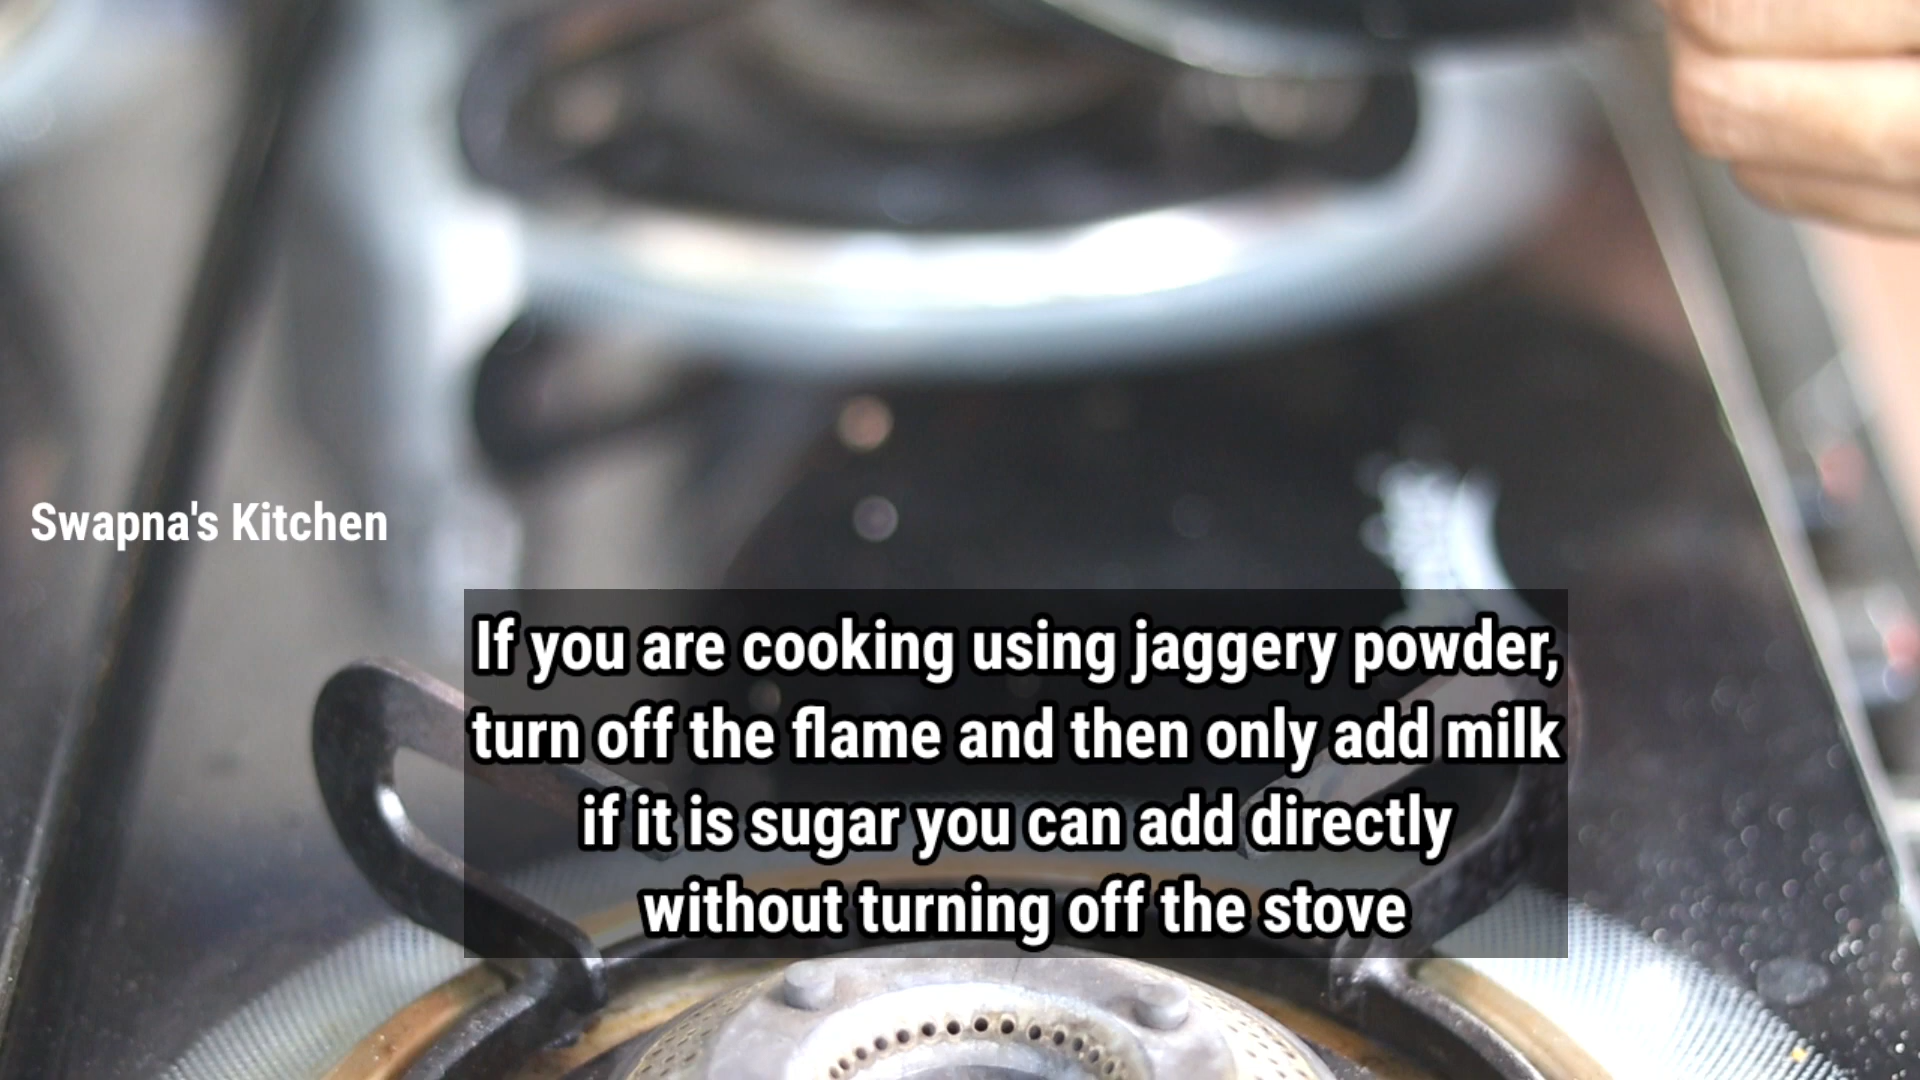 Swapna's Kitchen
If you are cooking using jaggery powder,
turn off the flame and then only add milk
if it is sugar you can add directly
without turning off the stove